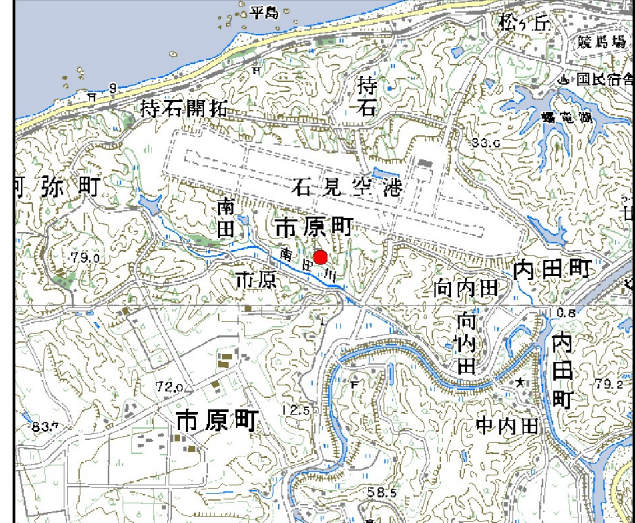 平島
松ヶ丘
競馬場
9
持石
国民宿舎
持石開拓
蟠竜湖
33.0
石見空港
阿弥町
南田
市原町
79.0
南田川
市原
向内田
内田町
6.8
向内田
内田町
72.0
79.2
83.7
市原町
12.5
中内田
58.5